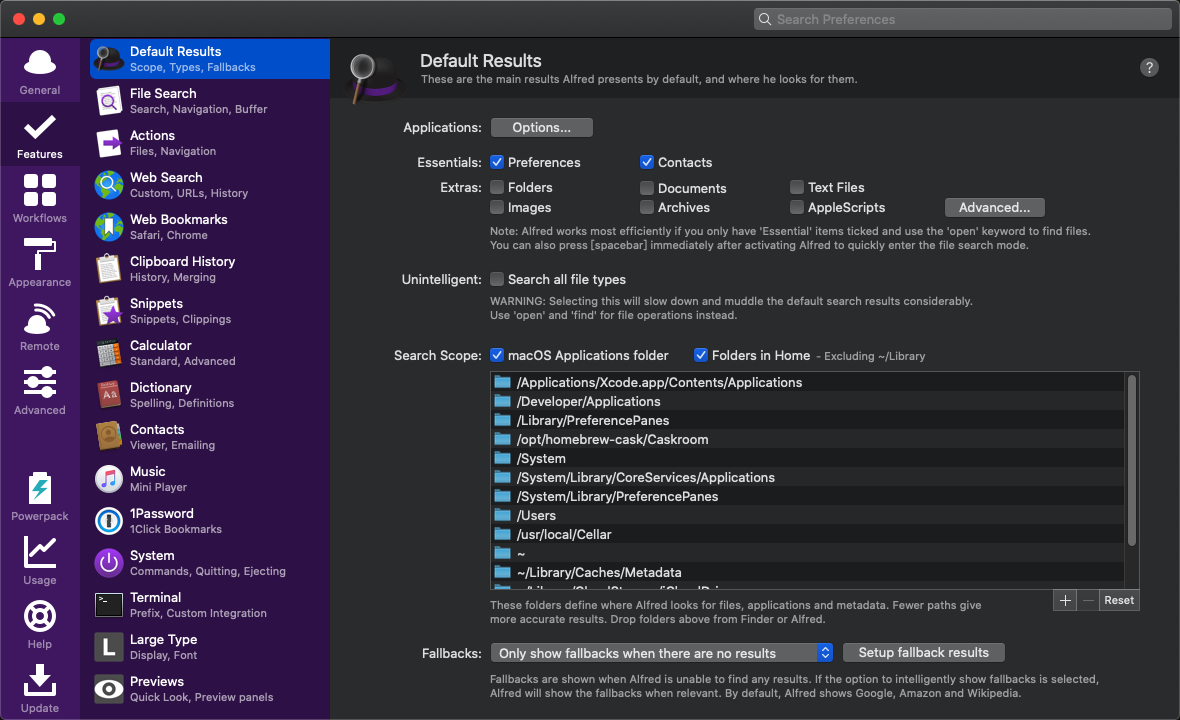 Search Preferences
General
Features
Workflows
Appearance
Remote
Advanced
Powerpack
Usage
Help
Update
Default Results
Scope, Types, Fallbacks
File Search
Search, Navigation, Buffer
Actions
Files, Navigation
Web Search
Custom, URLs, History
Web Bookmarks
Safari, Chrome
Clipboard History
History, Merging
Snippets
Snippets, Clippings
Calculator
Standard, Advanced
Dictionary
Spelling, Definitions
Contacts
Viewer, Emailing
Music
Mini Player
1Password
1Click Bookmarks
System
Commands, Quitting, Ejecting
Terminal
Prefix, Custom Integration
Large Type
Display, Font
Previews
Quick Look, Preview panels
Default Results
These are the main results Alfred presents by default, and where he looks for them.
?
Applications: Options...
Essentials: Preferences Contacts
Extras: Folders Documents Text Files
Images Archives AppleScripts Advanced...
Note: Alfred works most efficiently if you only have 'Essential' items ticked and use the 'open' keyword to find files.
You can also press [spacebar] immediately after activating Alfred to quickly enter the file search mode.
Unintelligent: Search all file types
WARNING: Selecting this will slow down and muddle the default search results considerably.
Use 'open' and 'find' for file operations instead.
Search Scope: macOS Applications folder Folders in Home - Excluding ~/Library
/Applications/Xcode.app/Contents/Applications
/Developer/Applications
/Library/PreferencePanes
/opt/homebrew-cask/Caskroom
/System
/System/Library/CoreServices/Applications
/System/Library/PreferencePanes
/Users
/usr/local/Cellar
~
~/Library/Caches/Metadata
These folders define where Alfred looks for files, applications and metadata. Fewer paths give
more accurate results. Drop folders above from Finder or Alfred.
+ − Reset
Fallbacks: Only show fallbacks when there are no results Setup fallback results
Fallbacks are shown when Alfred is unable to find any results. If the option to intelligently show fallbacks is selected,
Alfred will show the fallbacks when relevant. By default, Alfred shows Google, Amazon and Wikipedia.